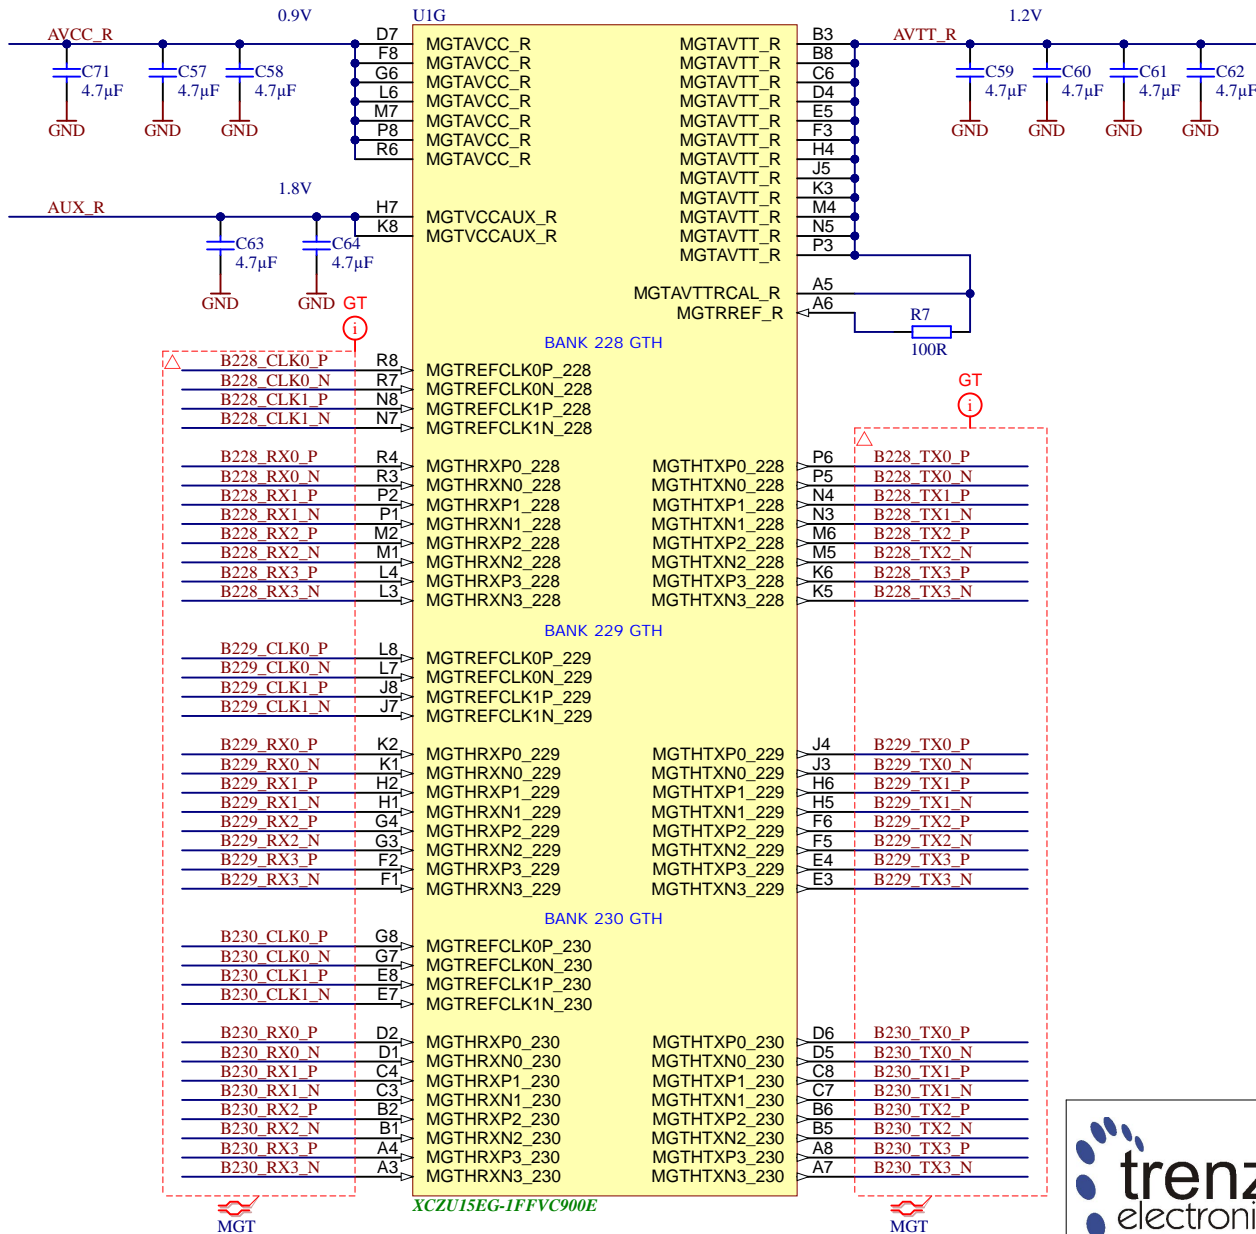 0.9V
U1G
1.2V
AVCC_R
D7
MGTAVCC_R
MGTAVTT_R
B3
AVTT_R
F8
MGTAVCC_R
MGTAVTT_R
B8
C71
4.7µF
GND
C57
4.7µF
GND
C58
4.7µF
GND
G6
MGTAVCC_R
MGTAVTT_R
C6
C59
4.7µF
GND
C60
4.7µF
GND
C61
4.7µF
GND
C62
4.7µF
GND
L6
MGTAVCC_R
MGTAVTT_R
D4
M7
MGTAVCC_R
MGTAVTT_R
E5
P8
MGTAVCC_R
MGTAVTT_R
F3
R6
MGTAVCC_R
MGTAVTT_R
H4
MGTAVTT_R
J5
1.8V
MGTAVTT_R
K3
AUX_R
H7
MGTVCCAUX_R
MGTAVTT_R
M4
K8
MGTVCCAUX_R
MGTAVTT_R
N5
MGTAVTT_R
P3
C63
4.7µF
GND
C64
4.7µF
GND
MGTAVTTRCAL_R
A5
MGTRREF_R
A6
R7
100R
GT
i
BANK 228 GTH
B228_CLK0_P R8 MGTREFCLK0P_228
B228_CLK0_N R7 MGTREFCLK0N_228
B228_CLK1_P N8 MGTREFCLK1P_228
B228_CLK1_N N7 MGTREFCLK1N_228
GT
i
B228_RX0_P R4 MGTHRXP0_228 MGTHTXP0_228 P6 B228_TX0_P
B228_RX0_N R3 MGTHRXN0_228 MGTHTXN0_228 P5 B228_TX0_N
B228_RX1_P P2 MGTHRXP1_228 MGTHTXP1_228 N4 B228_TX1_P
B228_RX1_N P1 MGTHRXN1_228 MGTHTXN1_228 N3 B228_TX1_N
B228_RX2_P M2 MGTHRXP2_228 MGTHTXP2_228 M6 B228_TX2_P
B228_RX2_N M1 MGTHRXN2_228 MGTHTXN2_228 M5 B228_TX2_N
B228_RX3_P L4 MGTHRXP3_228 MGTHTXP3_228 K6 B228_TX3_P
B228_RX3_N L3 MGTHRXN3_228 MGTHTXN3_228 K5 B228_TX3_N
BANK 229 GTH
B229_CLK0_P L8 MGTREFCLK0P_229
B229_CLK0_N L7 MGTREFCLK0N_229
B229_CLK1_P J8 MGTREFCLK1P_229
B229_CLK1_N J7 MGTREFCLK1N_229
B229_RX0_P K2 MGTHRXP0_229 MGTHTXP0_229 J4 B229_TX0_P
B229_RX0_N K1 MGTHRXN0_229 MGTHTXN0_229 J3 B229_TX0_N
B229_RX1_P H2 MGTHRXP1_229 MGTHTXP1_229 H6 B229_TX1_P
B229_RX1_N H1 MGTHRXN1_229 MGTHTXN1_229 H5 B229_TX1_N
B229_RX2_P G4 MGTHRXP2_229 MGTHTXP2_229 F6 B229_TX2_P
B229_RX2_N G3 MGTHRXN2_229 MGTHTXN2_229 F5 B229_TX2_N
B229_RX3_P F2 MGTHRXP3_229 MGTHTXP3_229 E4 B229_TX3_P
B229_RX3_N F1 MGTHRXN3_229 MGTHTXN3_229 E3 B229_TX3_N
BANK 230 GTH
B230_CLK0_P G8 MGTREFCLK0P_230
B230_CLK0_N G7 MGTREFCLK0N_230
B230_CLK1_P E8 MGTREFCLK1P_230
B230_CLK1_N E7 MGTREFCLK1N_230
B230_RX0_P D2 MGTHRXP0_230 MGTHTXP0_230 D6 B230_TX0_P
B230_RX0_N D1 MGTHRXN0_230 MGTHTXN0_230 D5 B230_TX0_N
B230_RX1_P C4 MGTHRXP1_230 MGTHTXP1_230 C8 B230_TX1_P
B230_RX1_N C3 MGTHRXN1_230 MGTHTXN1_230 C7 B230_TX1_N
B230_RX2_P B2 MGTHRXP2_230 MGTHTXP2_230 B6 B230_TX2_P
B230_RX2_N B1 MGTHRXN2_230 MGTHTXN2_230 B5 B230_TX2_N
B230_RX3_P A4 MGTHRXP3_230 MGTHTXP3_230 A8 B230_TX3_P
B230_RX3_N A3 MGTHRXN3_230 MGTHTXN3_230 A7 B230_TX3_N
XCZU15EG-1FFVC900E
MGT
MGT
trenz
electroni